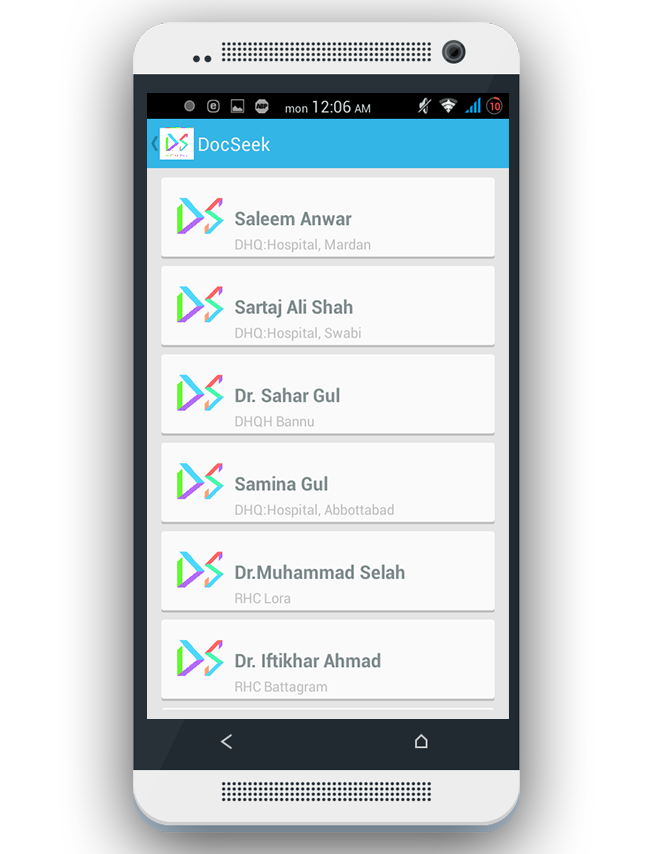 mon 12:06 AM
10
DocSeek
Saleem Anwar
DHQ:Hospital, Mardan
Sartaj Ali Shah
DHQ:Hospital, Swabi
Dr. Sahar Gul
DHQH Bannu
Samina Gul
DHQ:Hospital, Abbottabad
Dr.Muhammad Selah
RHC Lora
Dr. Iftikhar Ahmad
RHC Battagram